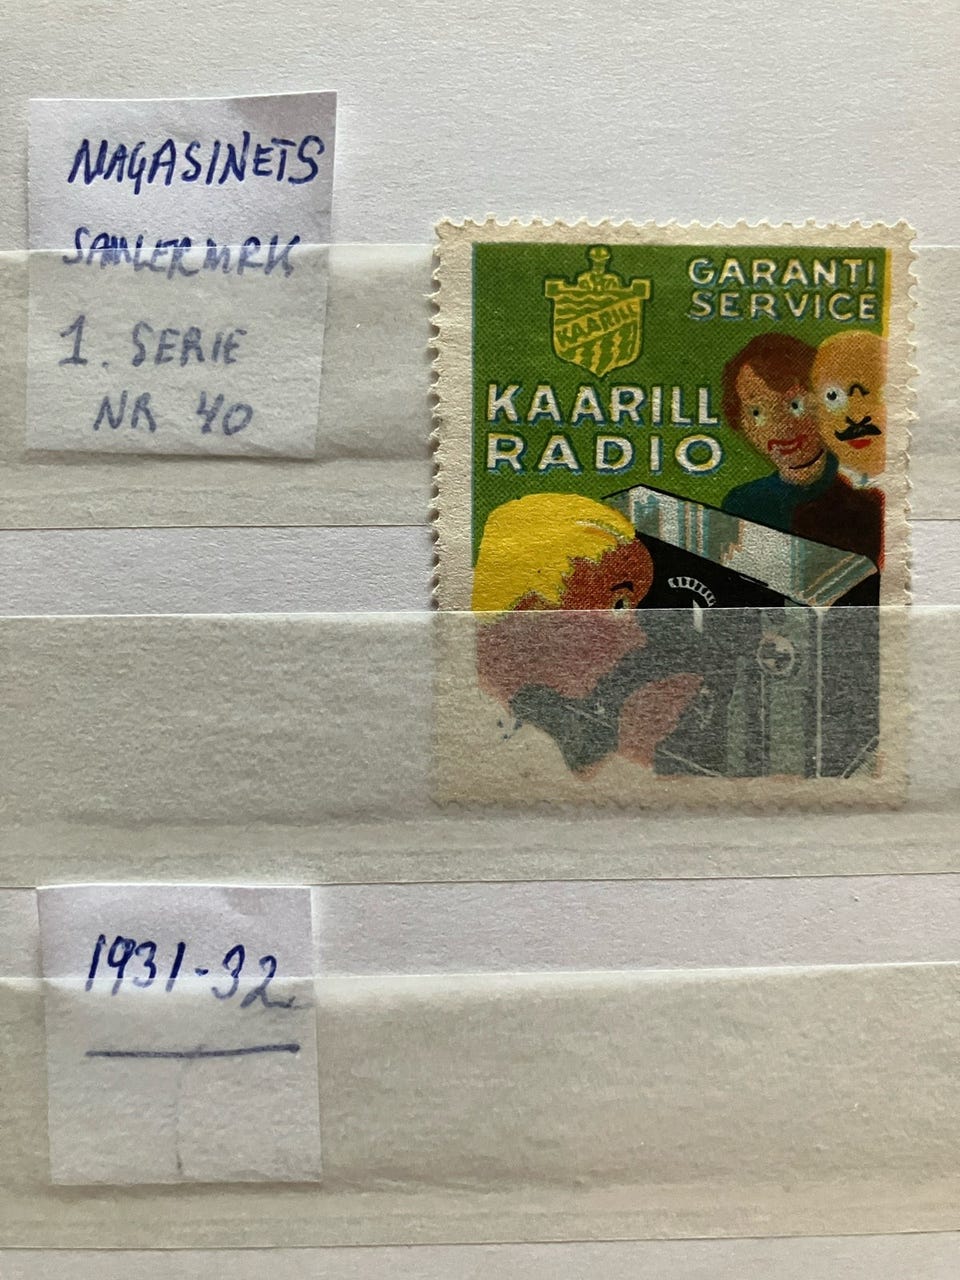 MAGASINETS
SAMLERMRK
1. SERIE
NR 40
GARANTI
SERVICE
KAARILL
KAARILL
RADIO
1931-32